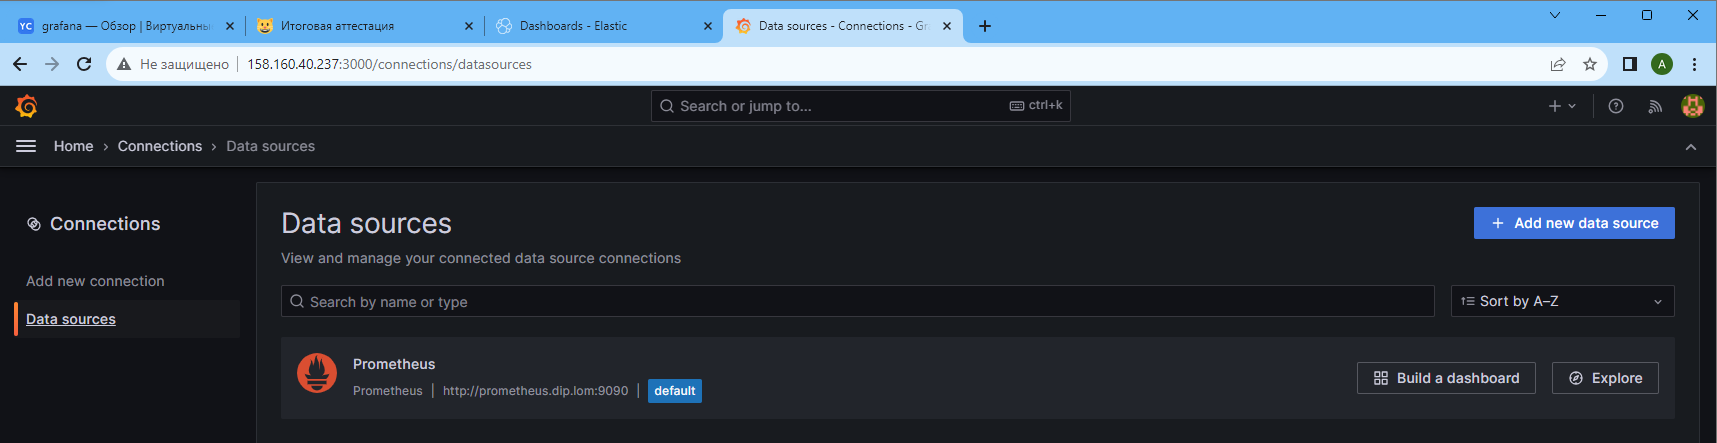 YC grafana — Обзор | Виртуальны
Итоговая аттестация
Dashboards - Elastic
Data sources - Connections - Gr
Не защищено 158.160.40.237:3000/connections/datasources
A
Search or jump to... ctrl+k
Home > Connections > Data sources
Connections
Add new connection
Data sources
Data sources
Add new data source
View and manage your connected data source connections
Search by name or type
Sort by A–Z
Prometheus
Prometheus | http://prometheus.dip.lom:9090 | default
Build a dashboard
Explore